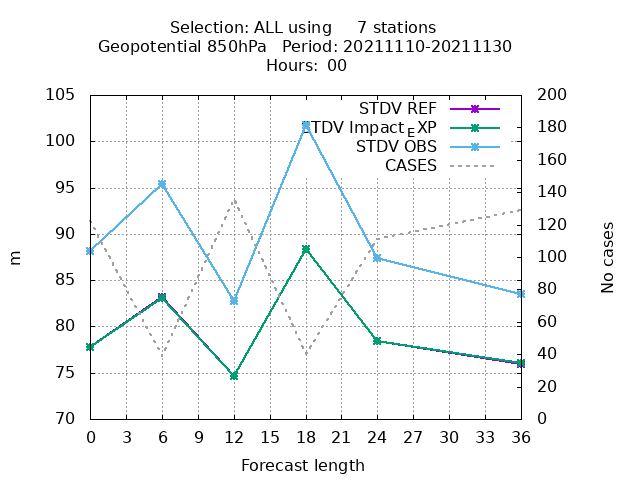 Selection: ALL using 7 stations
Geopotential 850hPa Period: 20211110-20211130
Hours: 00
105
100
95
90
85
80
75
70
200
180
160
140
120
100
80
60
40
20
0
STDV REF
STDV Impact_EXP
STDV OBS
CASES
m
No cases
0 3 6 9 12 15 18 21 24 27 30 33 36
Forecast length